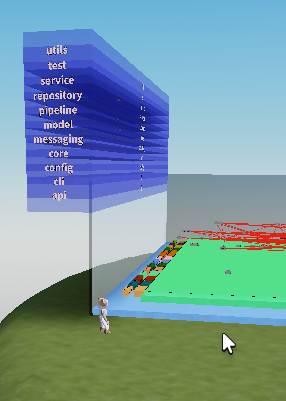 utils
test
service
repository
pipeline
model
messaging
core
config
cli
api